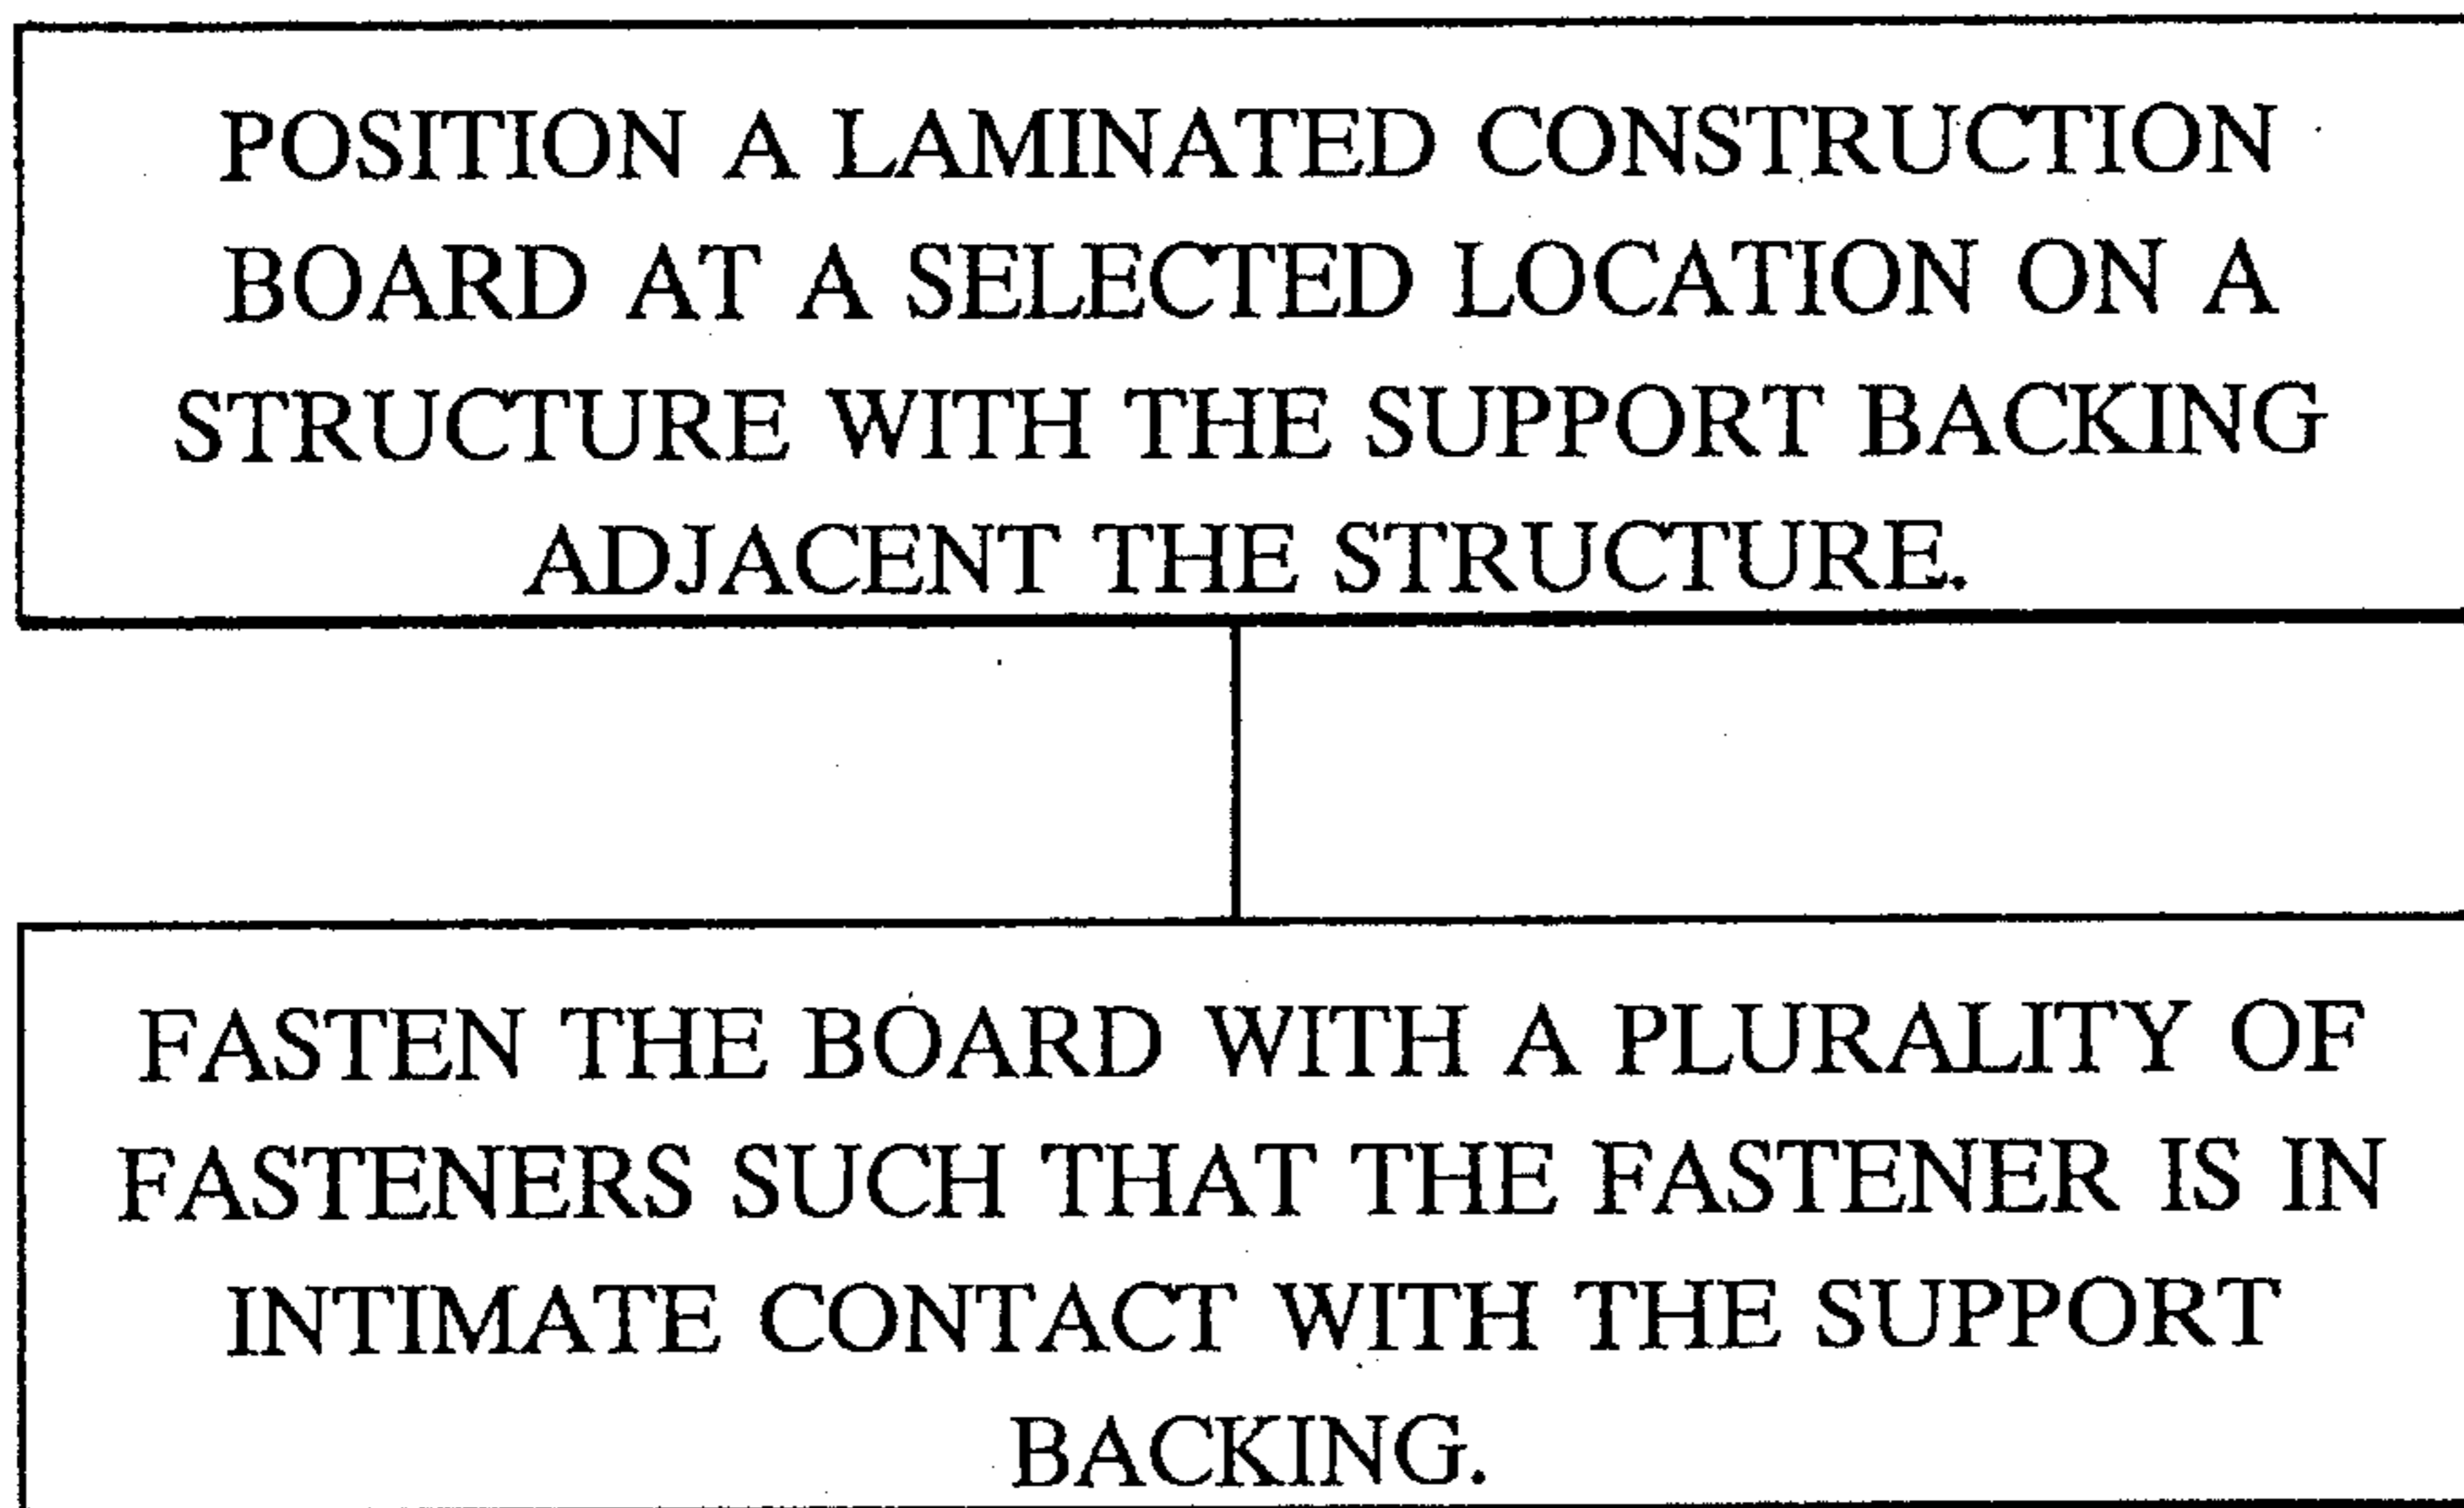 POSITION A LAMINATED CONSTRUCTION
BOARD AT A SELECTED LOCATION ON A
STRUCTURE WITH THE SUPPORT BACKING
ADJACENT THE STRUCTURE.
FASTEN THE BOARD WITH A PLURALITY OF
FASTENERS SUCH THAT THE FASTENER IS IN
INTIMATE CONTACT WITH THE SUPPORT
BACKING.